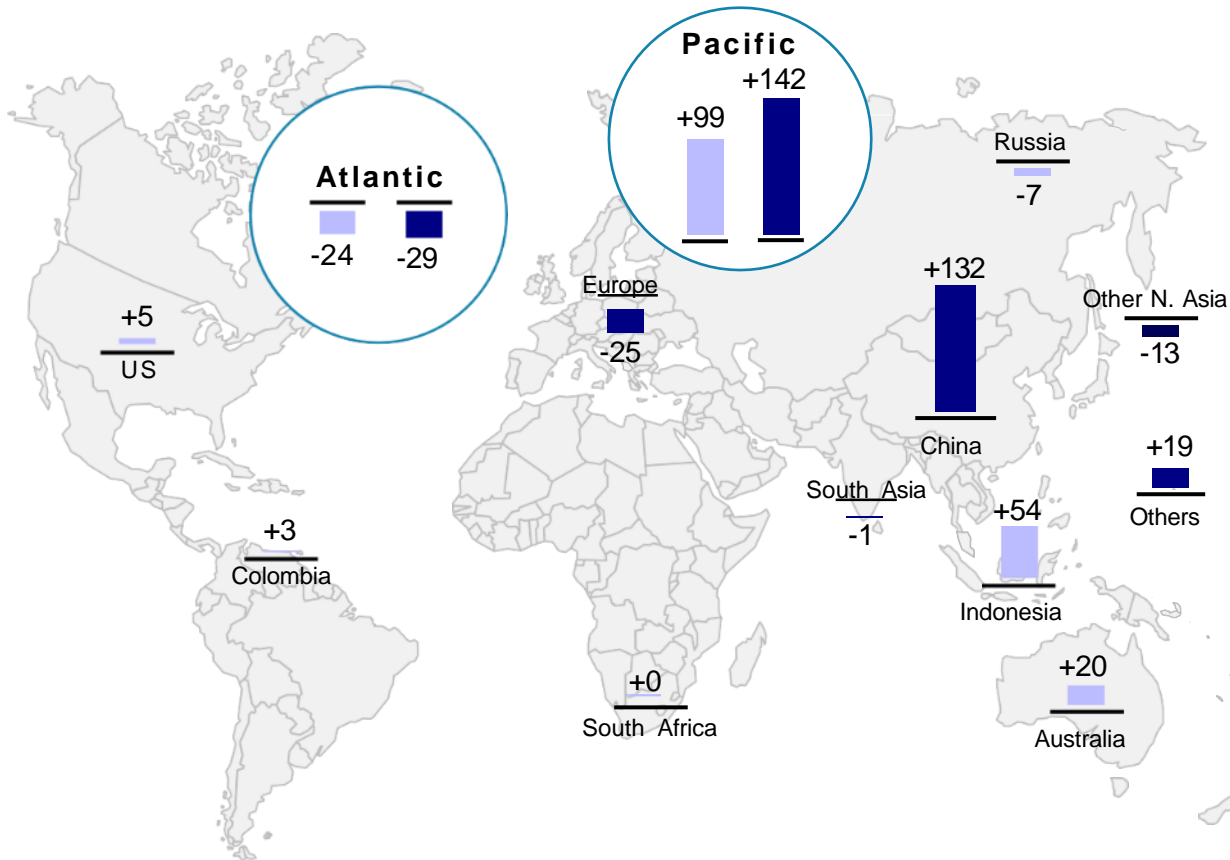 Pacific
+142
+99
Russia
-7
Atlantic
-24
-29
+132
China
Europe
-25
Other N. Asia
-13
+5
US
+19
Others
South Asia
-1
+54
Indonesia
+3
Colombia
+20
Australia
+0
South Africa